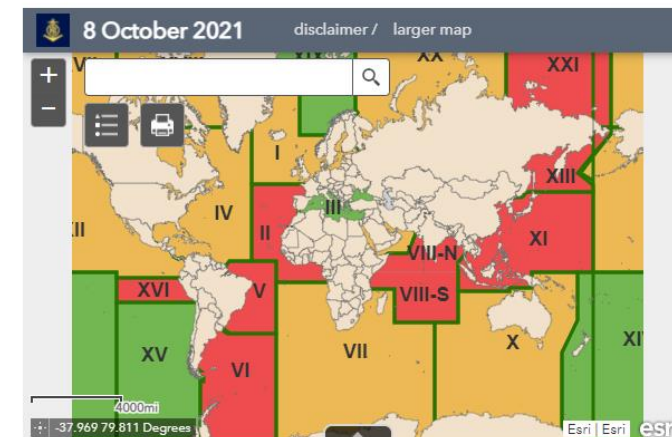 8 October 2021 disclaimer / larger map
XX
XXI
+
−
I
XIII
III
IV
II
XI
VIII-N
XVI
V
VIII-S
XV
VI
VII
X
4000mi
-37.969 79.811 Degrees
Esri | Esri
esri